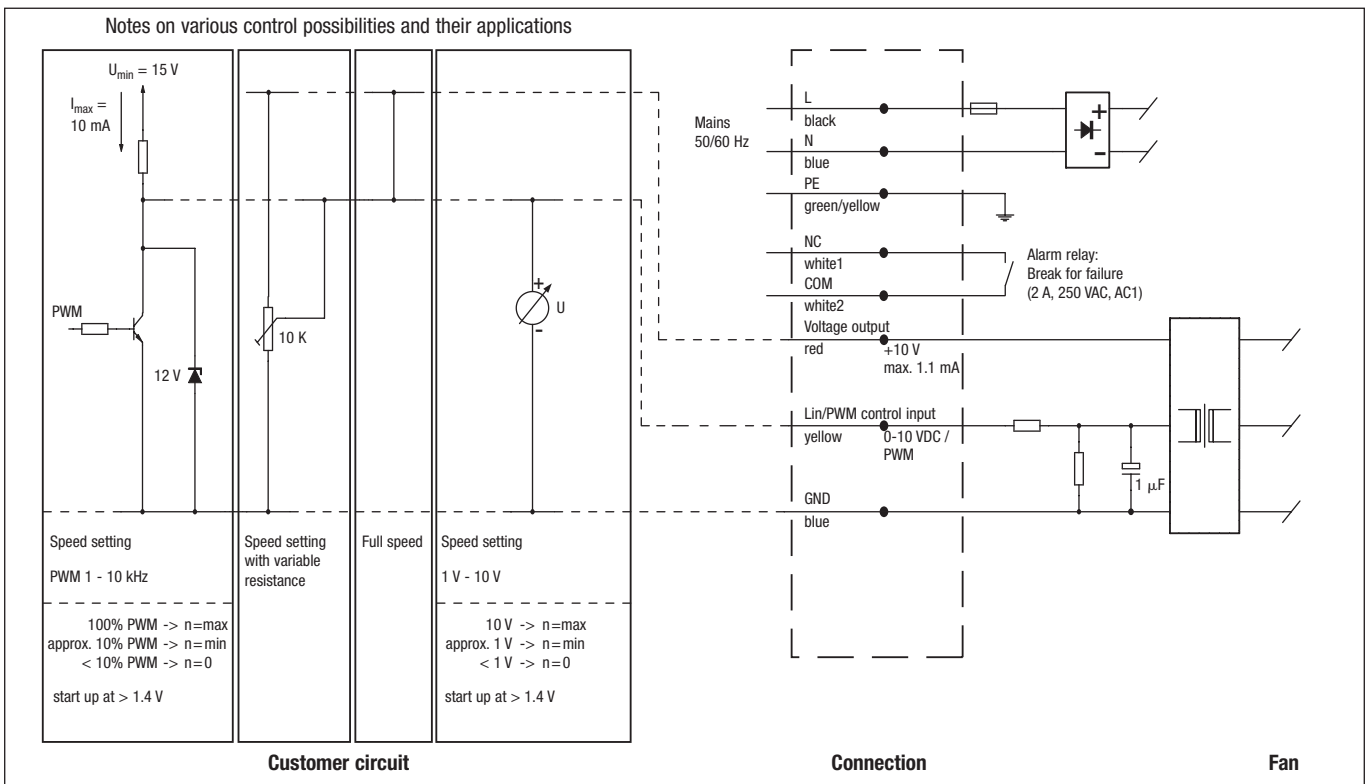 Notes on various control possibilities and their applications
U_min = 15 V
I_max =
10 mA
PWM
12 V
Speed setting
PWM 1 - 10 kHz
100% PWM -> n=max
approx. 10% PWM -> n=min
< 10% PWM -> n=0
start up at > 1.4 V
10 K
Speed setting
with variable
resistance
Full speed
+
U
-
Speed setting
1 V - 10 V
10 V -> n=max
approx. 1 V -> n=min
< 1 V -> n=0
start up at > 1.4 V
Customer circuit
Mains
50/60 Hz
L
black
N
blue
PE
green/yellow
NC
white1
COM
white2
Voltage output
red
+10 V
max. 1.1 mA
Lin/PWM control input
yellow
0-10 VDC /
PWM
GND
blue
Connection
+
-
Alarm relay:
Break for failure
(2 A, 250 VAC, AC1)
1 μF
Fan